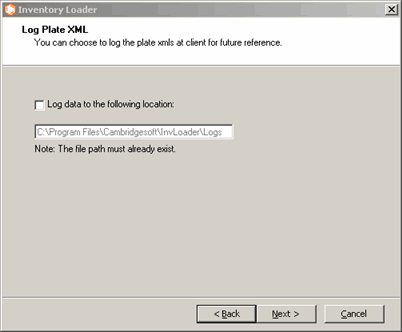 Inventory Loader
Log Plate XML
You can choose to log the plate xmls at client for future reference.
Log data to the following location:
C:\Program Files\Cambridgesoft\InvLoader\Logs
Note: The file path must already exist.
< Back Next > Cancel